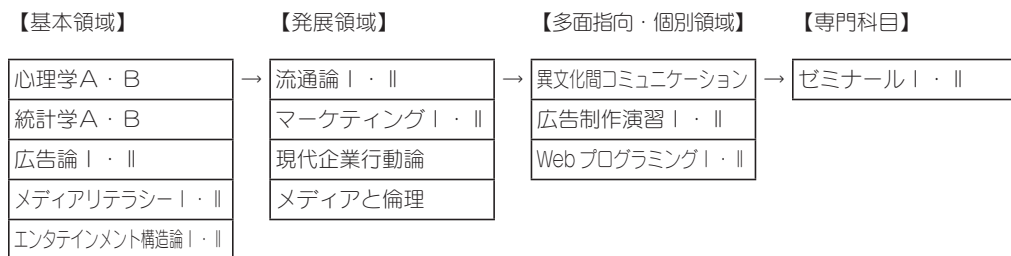 【基本領域】 【発展領域】 【多面指向・個別領域】 【専門科目】
心理学A・B → 流通論Ⅰ・Ⅱ → 異文化間コミュニケーション → ゼミナールⅠ・Ⅱ
統計学A・B マーケティングⅠ・Ⅱ 広告制作演習Ⅰ・Ⅱ
広告論Ⅰ・Ⅱ 現代企業行動論 WebプログラミングⅠ・Ⅱ
メディアリテラシーⅠ・Ⅱ メディアと倫理
エンタテインメント構造論Ⅰ・Ⅱ